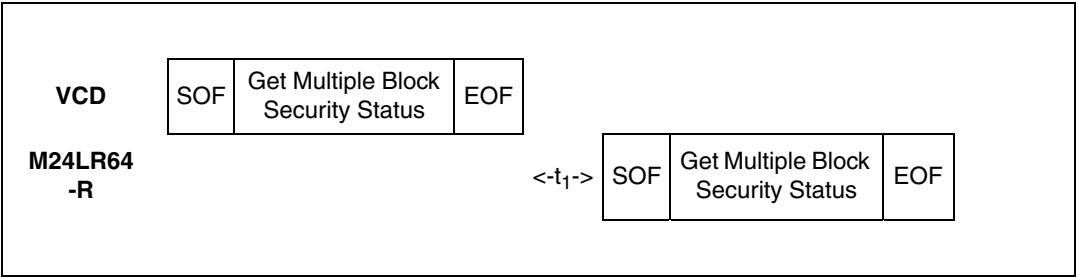 VCD
SOF
Get Multiple Block
Security Status
EOF
M24LR64
-R
<-t₁->
SOF
Get Multiple Block
Security Status
EOF